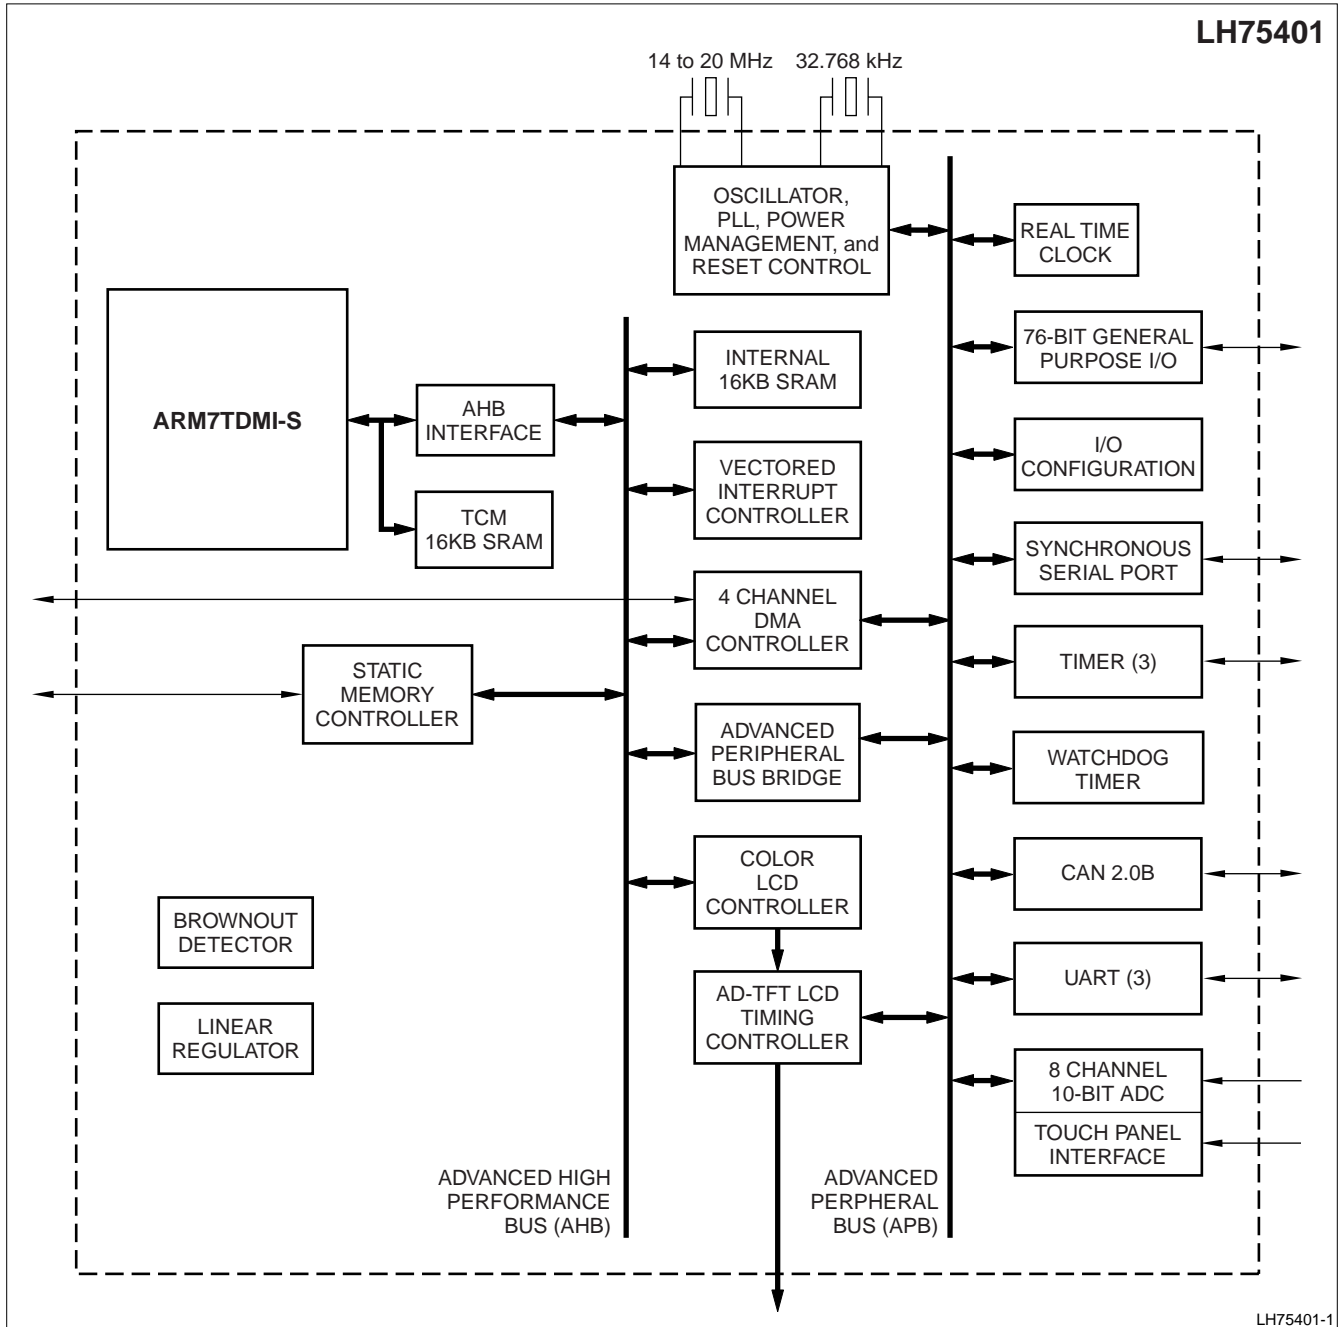 LH75401
14 to 20 MHz
32.768 kHz
OSCILLATOR,
PLL, POWER
MANAGEMENT, and
RESET CONTROL
REAL TIME
CLOCK
ARM7TDMI-S
AHB
INTERFACE
TCM
16KB SRAM
INTERNAL
16KB SRAM
VECTORED
INTERRUPT
CONTROLLER
4 CHANNEL
DMA
CONTROLLER
STATIC
MEMORY
CONTROLLER
ADVANCED
PERIPHERAL
BUS BRIDGE
COLOR
LCD
CONTROLLER
AD-TFT LCD
TIMING
CONTROLLER
76-BIT GENERAL
PURPOSE I/O
I/O
CONFIGURATION
SYNCHRONOUS
SERIAL PORT
TIMER (3)
WATCHDOG
TIMER
CAN 2.0B
UART (3)
8 CHANNEL
10-BIT ADC
TOUCH PANEL
INTERFACE
BROWNOUT
DETECTOR
LINEAR
REGULATOR
ADVANCED HIGH
PERFORMANCE
BUS (AHB)
ADVANCED
PERPHERAL
BUS (APB)
LH75401-1